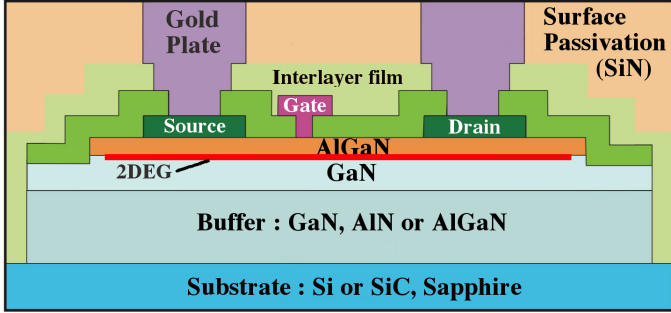 Gold
Plate
Surface
Passivation
(SiN)
Interlayer film
Gate
Source
Drain
AlGaN
2DEG
GaN
Buffer : GaN, AlN or AlGaN
Substrate : Si or SiC, Sapphire